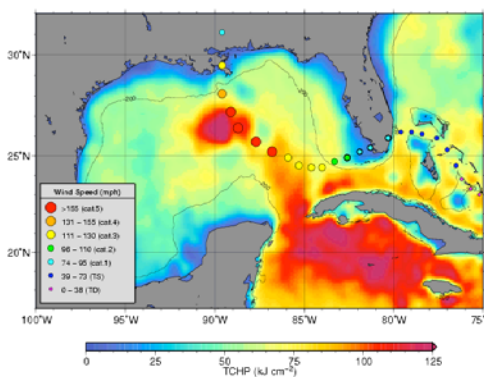 30°N
25°N
20°N
200
Wind Speed (mph)
>155 (cat.5)
131 – 155 (cat.4)
111 – 130 (cat.3)
96 – 110 (cat.2)
74 – 95 (cat.1)
39 – 73 (TS)
0 – 38 (TD)
100°W 95°W 90°W 85°W 80°W 75°W
0 25 50 75 100 125
TCHP (kJ cm⁻²)